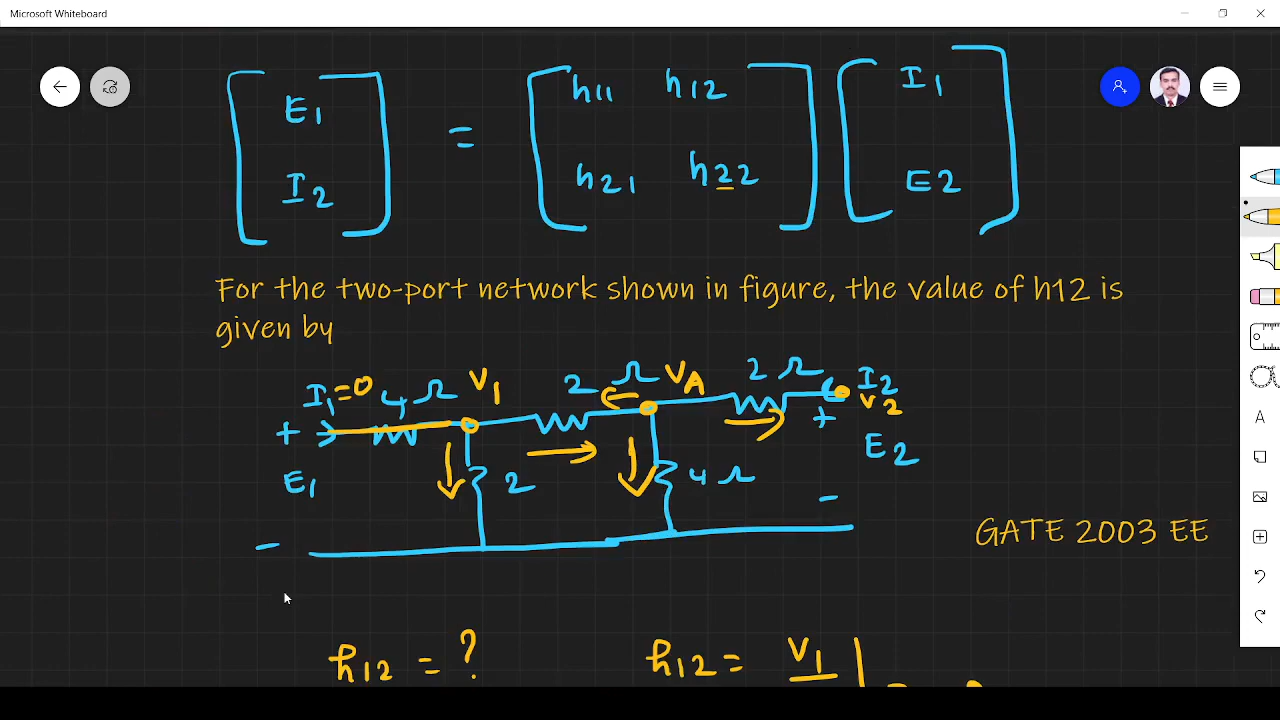 Microsoft Whiteboard
E1 = h11 h12 I1
I2 h21 h22 E2
For the two-port network shown in figure, the value of h12 is
given by
I1=0 4Ω V1 2 Ω VA 2 Ω I2
V2
+ + E2
E1 2 4Ω
- -
GATE 2003 EE
h12 = ? h12 = V1